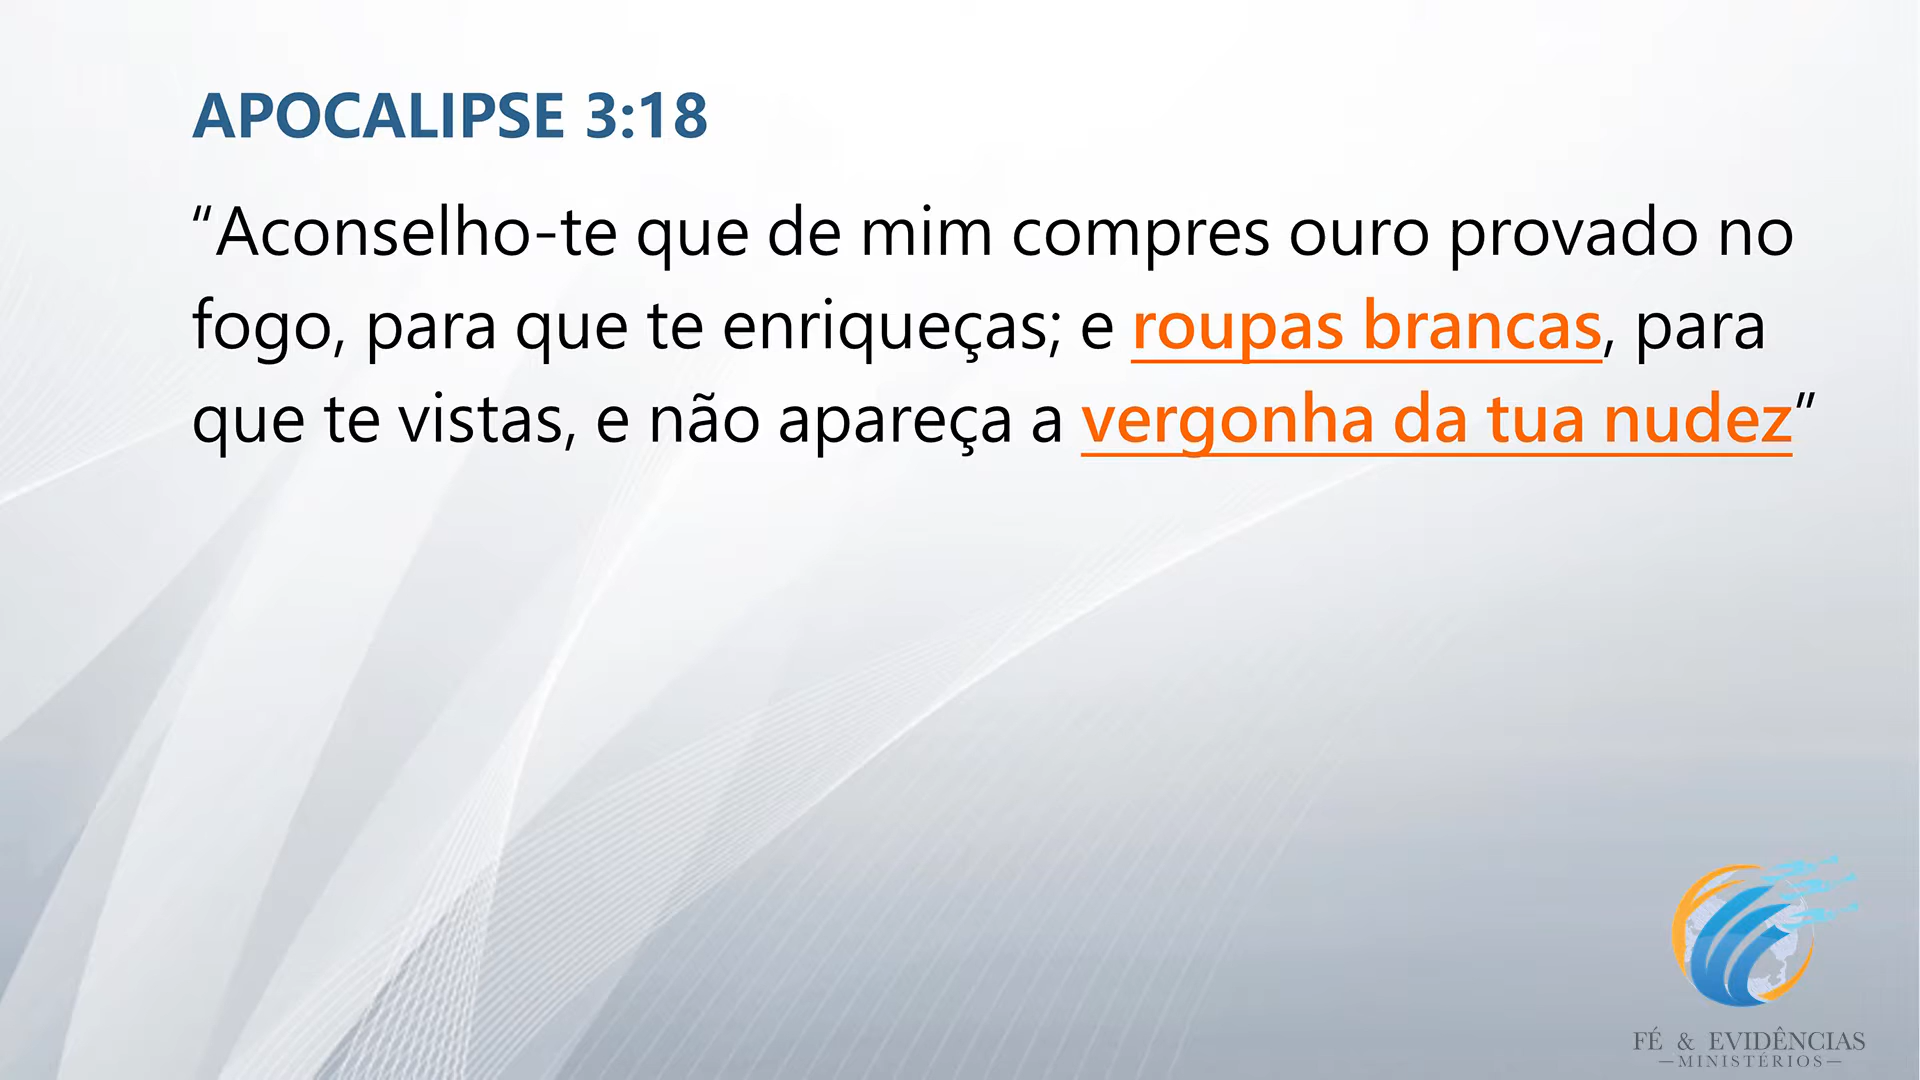 APOCALIPSE 3:18
“Aconselho-te que de mim compres ouro provado no
fogo, para que te enriqueças; e roupas brancas, para
que te vistas, e não apareça a vergonha da tua nudez”
FÉ & EVIDÊNCIAS
—MINISTÉRIOS—